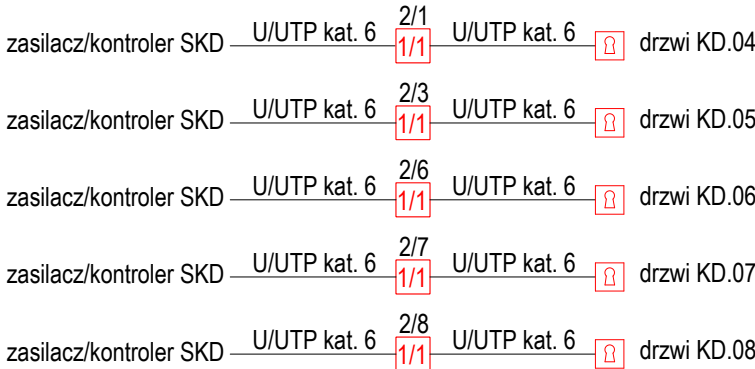 2/1
zasilacz/kontroler SKD U/UTP kat. 6 1/1 U/UTP kat. 6 drzwi KD.04
2/3
zasilacz/kontroler SKD U/UTP kat. 6 1/1 U/UTP kat. 6 drzwi KD.05
2/6
zasilacz/kontroler SKD U/UTP kat. 6 1/1 U/UTP kat. 6 drzwi KD.06
2/7
zasilacz/kontroler SKD U/UTP kat. 6 1/1 U/UTP kat. 6 drzwi KD.07
2/8
zasilacz/kontroler SKD U/UTP kat. 6 1/1 U/UTP kat. 6 drzwi KD.08